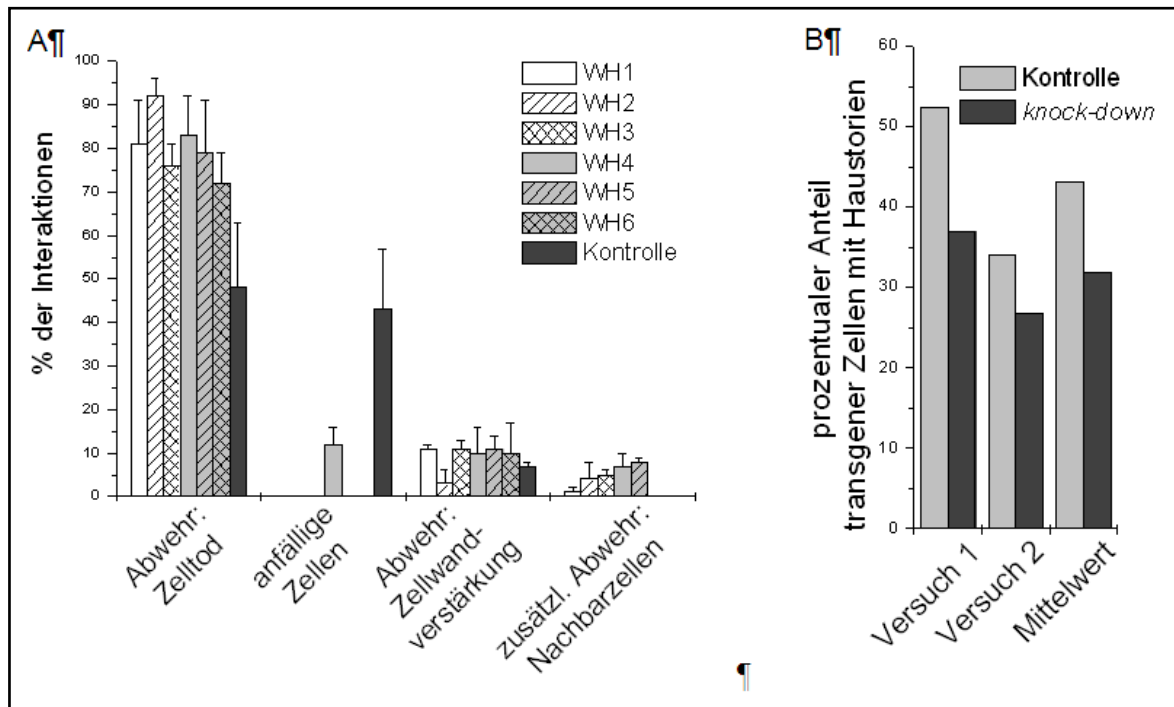 A¶
% der Interaktionen
100
90
80
70
60
50
40
30
20
10
0
WH1
WH2
WH3
WH4
WH5
WH6
Kontrolle
Abwehr:
Zelltod
anfällige
Zellen
Abwehr:
Zellwand-
verstärkung
zusätzl. Abwehr:
Nachbarzellen
¶
B¶
prozentualer Anteil
transgener Zellen mit Haustorien
60
50
40
30
20
10
0
Kontrolle
knock-down
Versuch 1
Versuch 2
Mittelwert